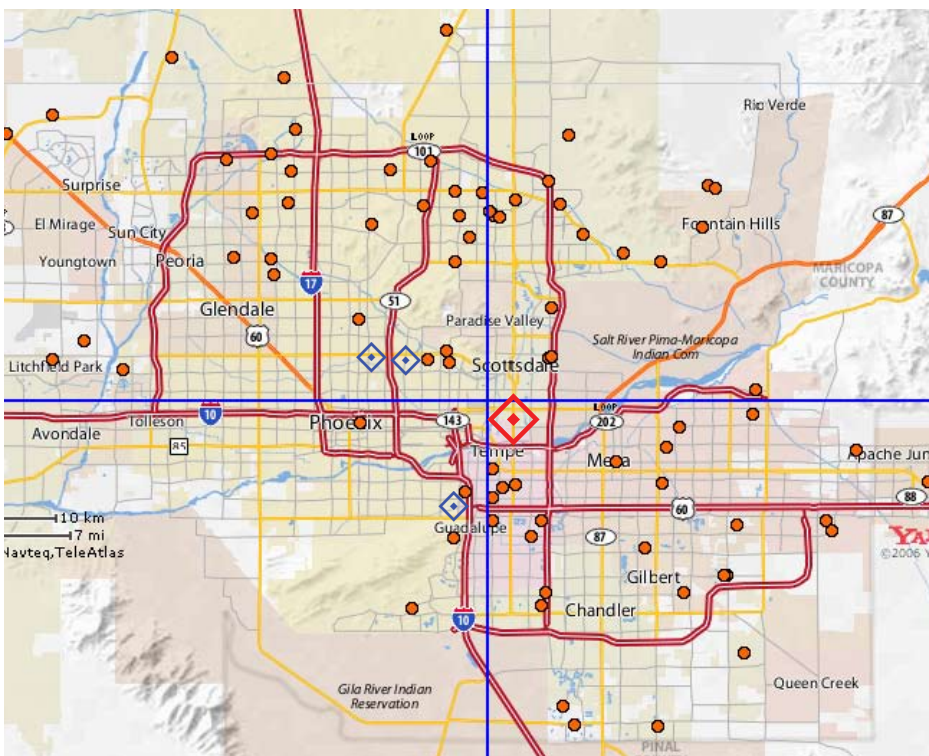 Rio Verde
LOOP
101
Surprise
87
El Mirage
Sun City
Fountain Hills
Youngtown
Peoria
MARICOPA
COUNTY
17
51
Glendale
Paradise Valley
60
Salt River Pima-Maricopa
Indian Com
Litchfield Park
Scottsdale
LOOP
10
202
Tolleson
Phoenix
143
Avondale
85
Tempe
Mesa
Apache Jun
88
60
10 km
7 mi
Guadalupe
87
YA
Navteq,TeleAtlas
©2006 Y
Gilbert
Chandler
10
Queen Creek
Gila River Indian
Reservation
PINAL